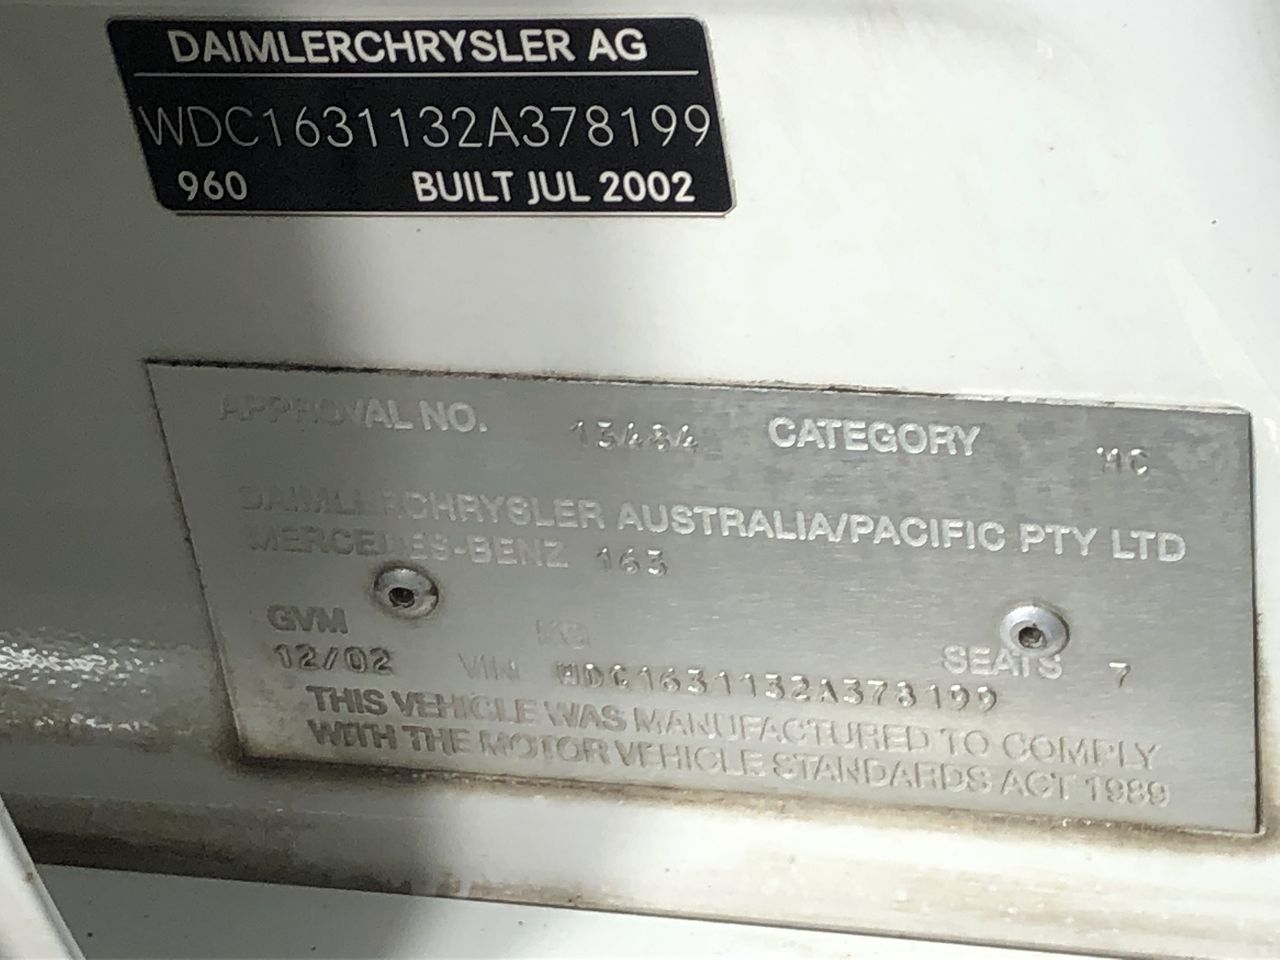 DAIMLERCHRYSLER AG
WDC1631132A378199
960 BUILT JUL 2002
APPROVAL NO. 13484 CATEGORY MC
DAIMLERCHRYSLER AUSTRALIA/PACIFIC PTY LTD
MERCEDES-BENZ 163
GVM KG SEATS 7
12/02 VIN WDC1631132A378199
THIS VEHICLE WAS MANUFACTURED TO COMPLY
WITH THE MOTOR VEHICLE STANDARDS ACT 1989